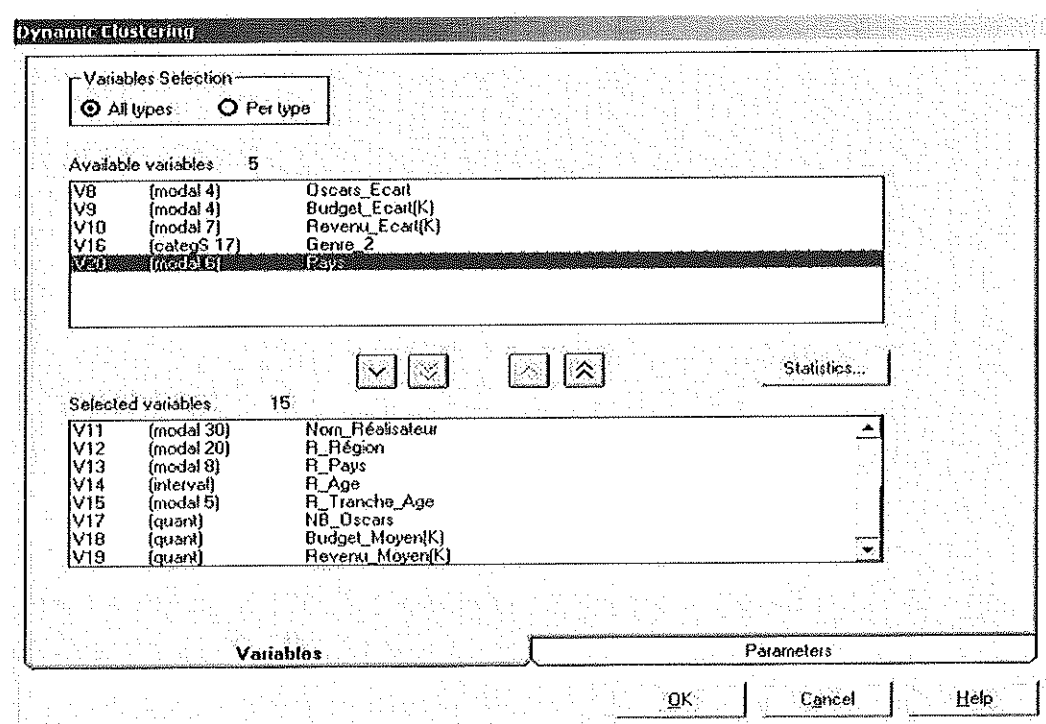 Dynamic Clustering
Variables Selection
All types Per type
Available variables 5
V8 (modal 4) Oscars_Ecart
V9 (modal 4) Budget_Ecart(K)
V10 (modal 7) Revenu_Ecart(K)
V16 (categS 17) Genre_2
V20 (modal 6) Pays
Statistics...
Selected variables 15
V11 (modal 30) Nom_Réalisateur
V12 (modal 20) R_Région
V13 (modal 8) R_Pays
V14 (interval) R_Age
V15 (modal 5) R_Tranche_Age
V17 (quant) NB_Oscars
V18 (quant) Budget_Moyen(K)
V19 (quant) Revenu_Moyen(K)
Variables Parameters
OK Cancel Help